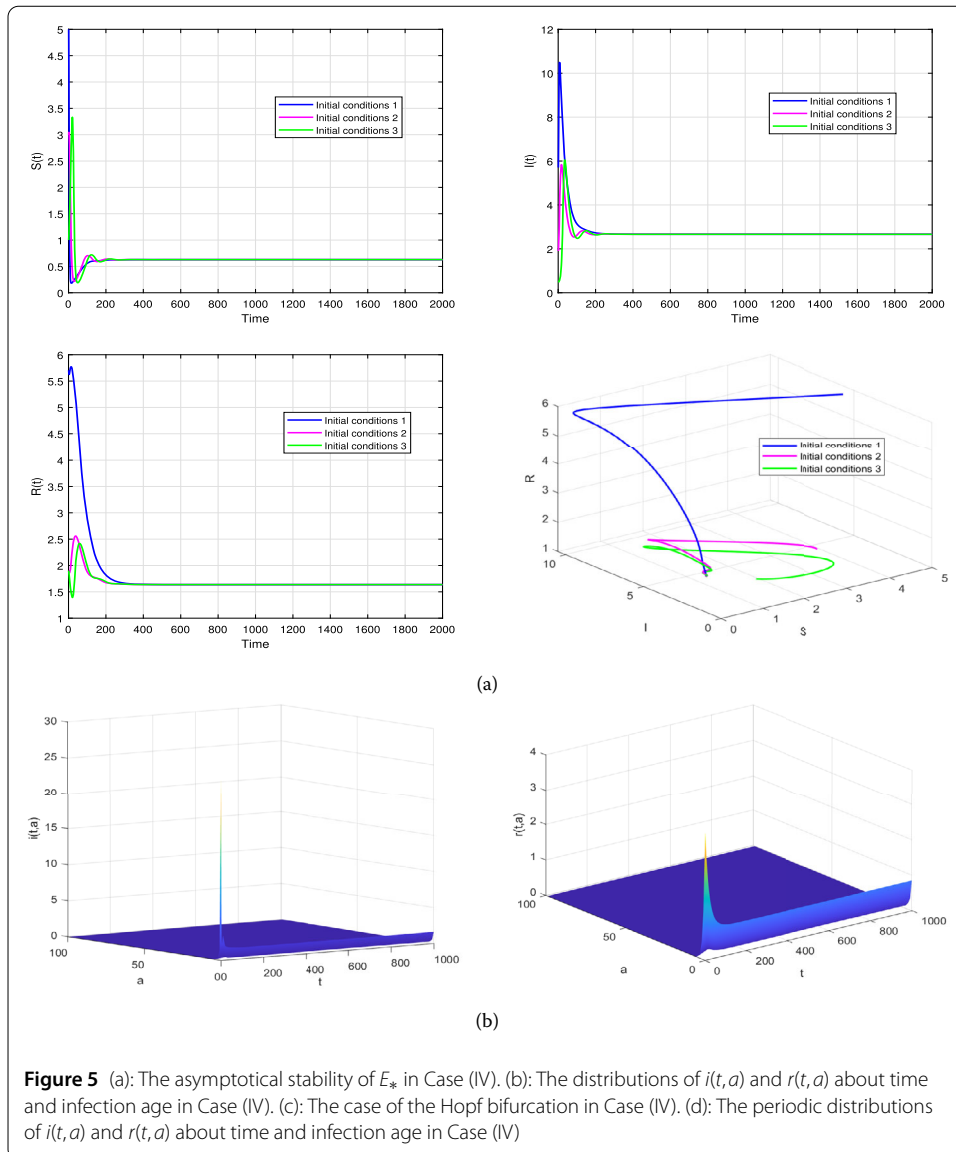 5
4.5
4
3.5
3
2.5
2
1.5
1
0.5
0
S(t)
Initial conditions 1
Initial conditions 2
Initial conditions 3
0 200 400 600 800 1000 1200 1400 1600 1800 2000
Time
12
10
8
6
4
2
0
I(t)
Initial conditions 1
Initial conditions 2
Initial conditions 3
0 200 400 600 800 1000 1200 1400 1600 1800 2000
Time
6
5.5
5
4.5
4
3.5
3
2.5
2
1.5
1
R(t)
Initial conditions 1
Initial conditions 2
Initial conditions 3
0 200 400 600 800 1000 1200 1400 1600 1800 2000
Time
6
5
4
3
2
1
R
Initial conditions 1
Initial conditions 2
Initial conditions 3
10
5
0
I
0 1 2 3 4 5
S
(a)
30
25
20
15
10
5
0
i(t,a)
100
50
0
a
0 200 400 600 800 1000
t
4
3
2
1
0
r(t,a)
100
50
0
a
0 200 400 600 800 1000
t
(b)
Figure 5 (a): The asymptotical stability of E∗ in Case (IV). (b): The distributions of i(t,a) and r(t,a) about time
and infection age in Case (IV). (c): The case of the Hopf bifurcation in Case (IV). (d): The periodic distributions
of i(t,a) and r(t,a) about time and infection age in Case (IV)